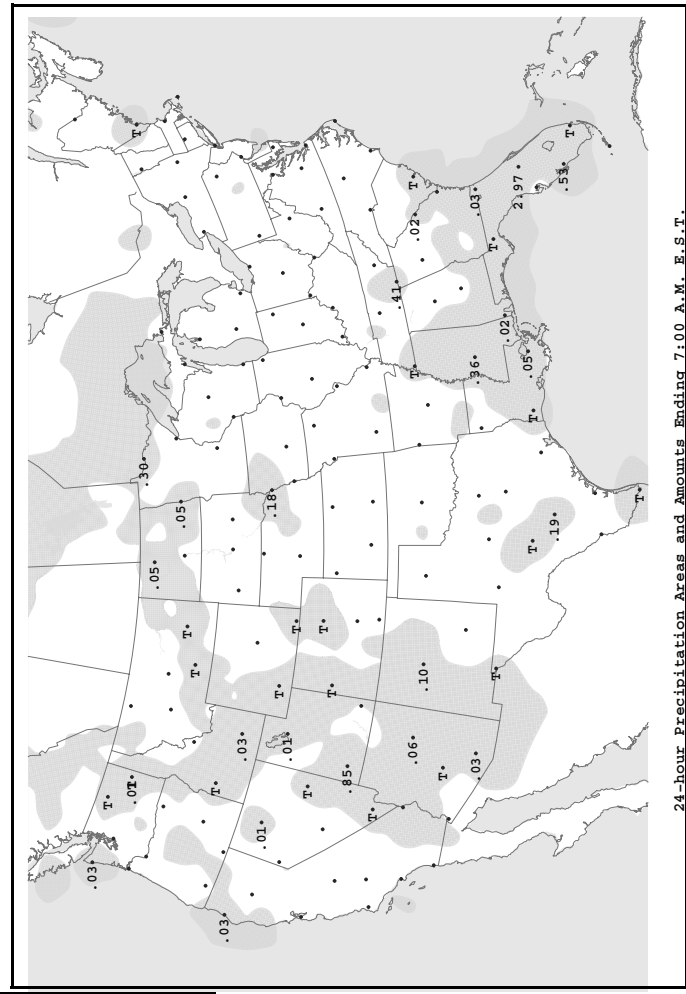 .03
T
.01
T
T
.30
.05
.05
T
T
T
.03
.03
.01
.18
T
.01
T
T
T
T
.85
T
.41
.06
T
.02
T
.10
T
.36
.03
.03
T
T
.02
2.97
.05
T
T
.19
.53
T
T
24-hour Precipitation Areas and Amounts Ending 7:00 A.M. E.S.T.